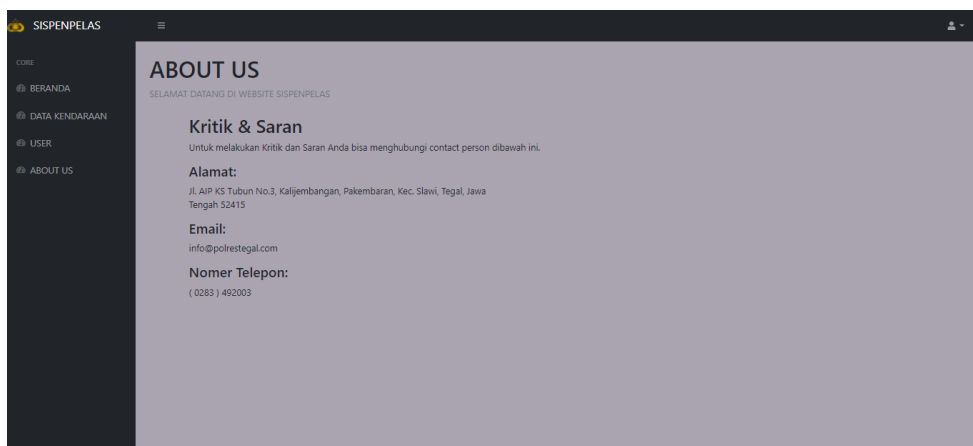 SISPENPELAS
CORE
BERANDA
DATA KENDARAAN
USER
ABOUT US
ABOUT US
SELAMAT DATANG DI WEBSITE SISPENPELAS
Kritik & Saran
Untuk melakukan Kritik dan Saran Anda bisa menghubungi contact person dibawah ini.
Alamat:
Jl. AIP KS Tubun No.3, Kalijembangan, Pakembaran, Kec. Slawi, Tegal, Jawa
Tengah 52415
Email:
info@polrestegal.com
Nomer Telepon:
( 0283 ) 492003